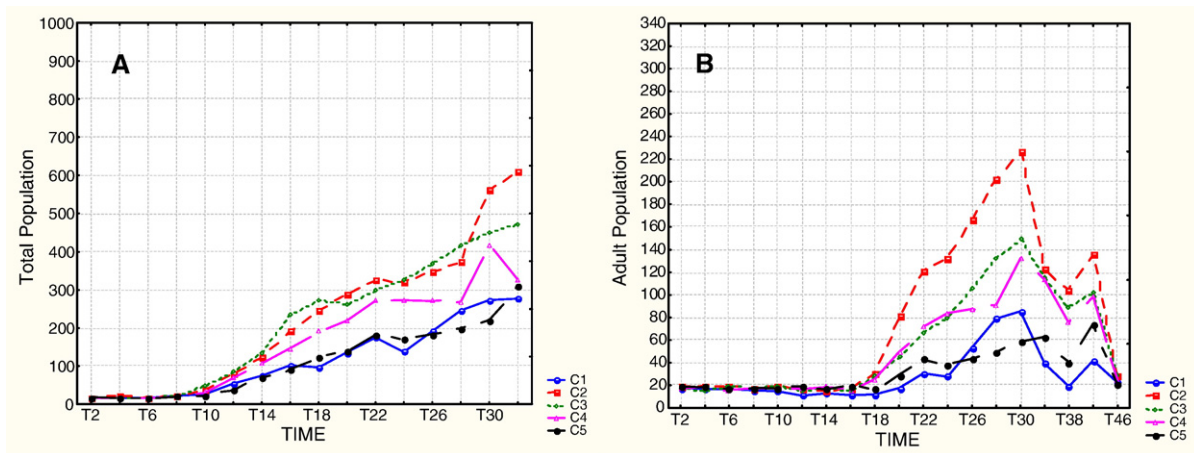 A
Total Population
1000
900
800
700
600
500
400
300
200
100
0
T2 T6 T10 T14 T18 T22 T26 T30
TIME
C1
C2
C3
C4
C5
B
Adult Population
340
320
300
280
260
240
220
200
180
160
140
120
100
80
60
40
20
0
T2 T6 T10 T14 T18 T22 T26 T30 T38 T46
TIME
C1
C2
C3
C4
C5